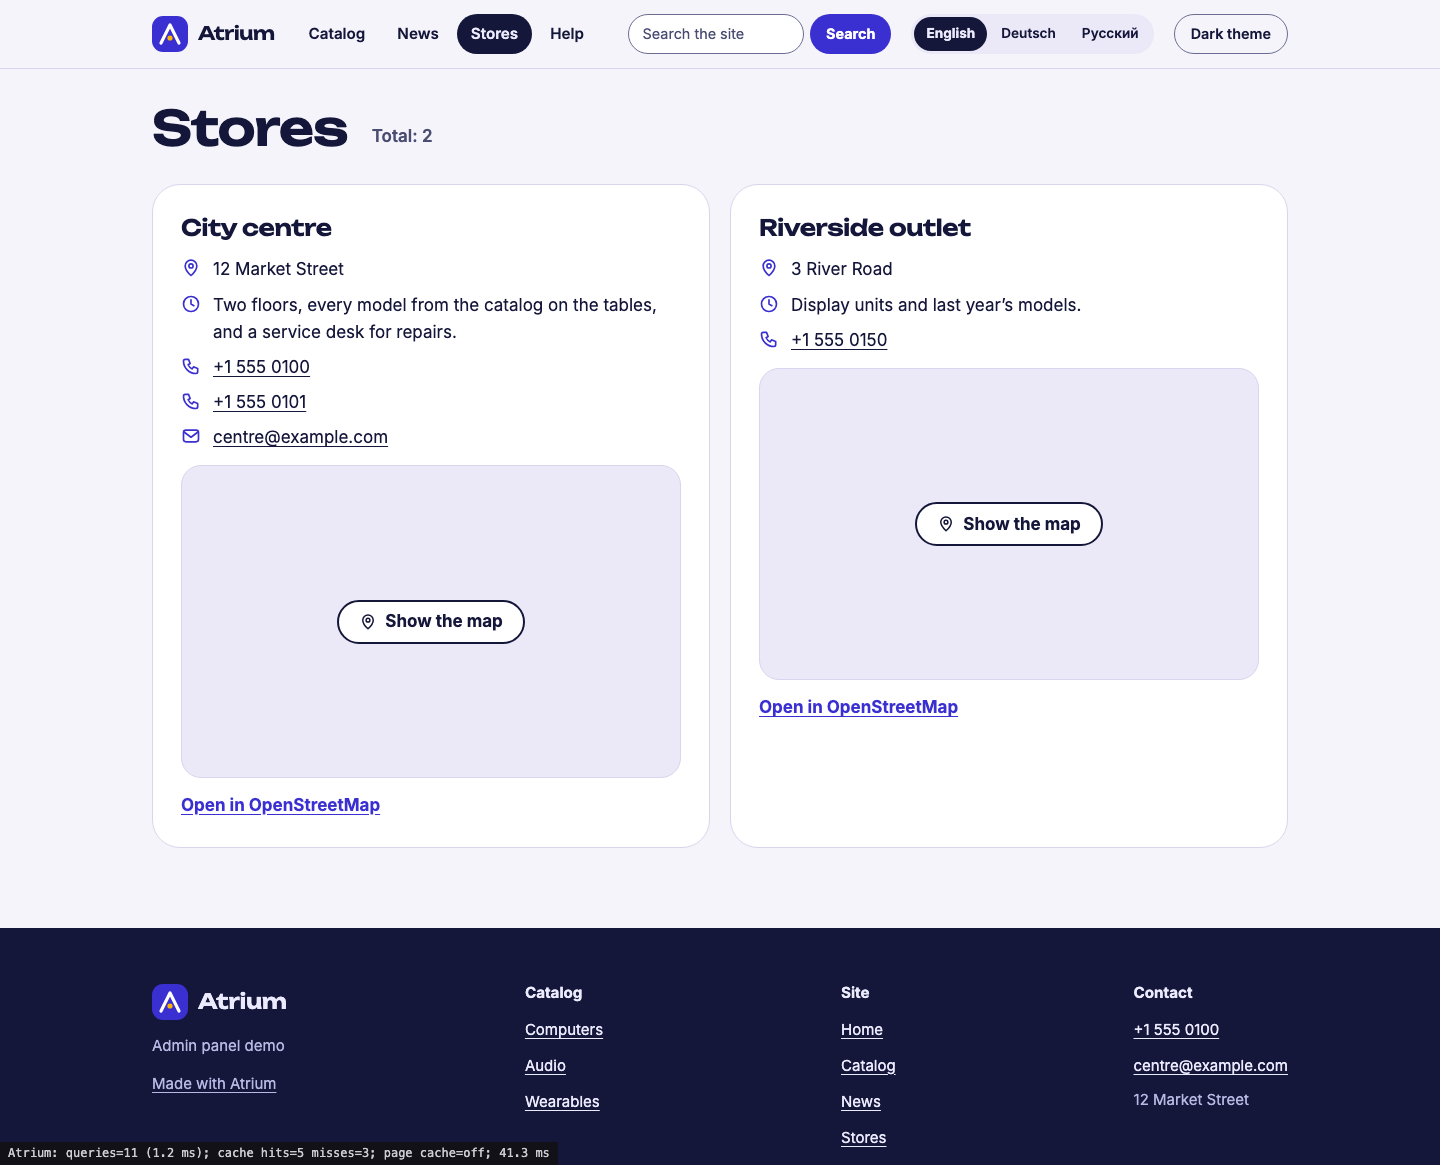 Atrium
Catalog
News
Stores
Help
Search the site
Search
English
Deutsch
Русский
Dark theme
Stores
Total: 2
City centre
12 Market Street
Two floors, every model from the catalog on the tables,
and a service desk for repairs.
+1 555 0100
+1 555 0101
centre@example.com
Show the map
Open in OpenStreetMap
Riverside outlet
3 River Road
Display units and last year’s models.
+1 555 0150
Show the map
Open in OpenStreetMap
Atrium
Admin panel demo
Made with Atrium
Catalog
Computers
Audio
Wearables
Site
Home
Catalog
News
Stores
Contact
+1 555 0100
centre@example.com
12 Market Street
Atrium: queries=11 (1.2 ms); cache hits=5 misses=3; page cache=off; 41.3 ms